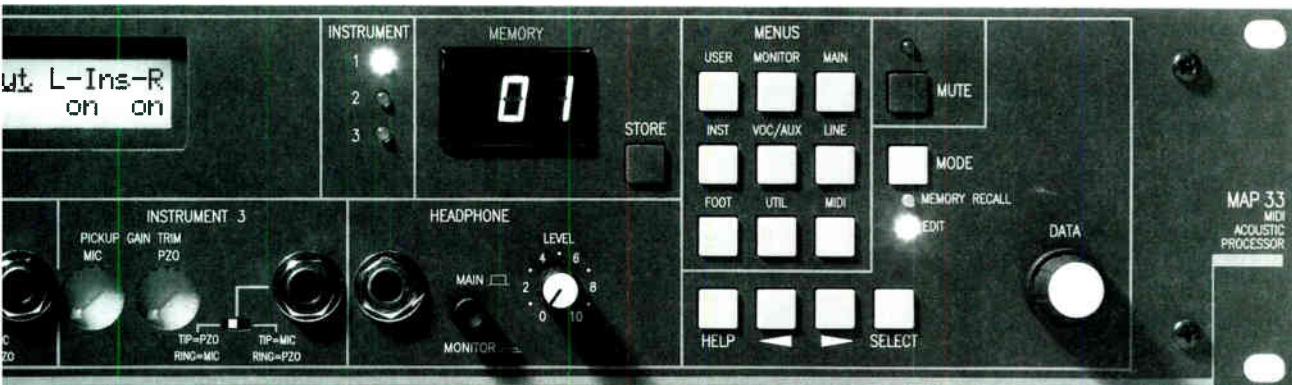 ut L-Ins-R
on on
INSTRUMENT
1
2
3
MEMORY
01
STORE
MENUS
USER MONITOR MAIN
INST VOC/AUX LINE
FOOT UTIL MIDI
MUTE
MODE
MEMORY RECALL
EDIT
HELP SELECT
DATA
MAP 33
MIDI
ACOUSTIC
PROCESSOR
INSTRUMENT 3
PICKUP GAIN TRIM
MIC PZO
TIP=PZO TIP=MIC
RING=MIC RING=PZO
HEADPHONE
LEVEL
4 6
2 8
0 10
MAIN
MONITOR